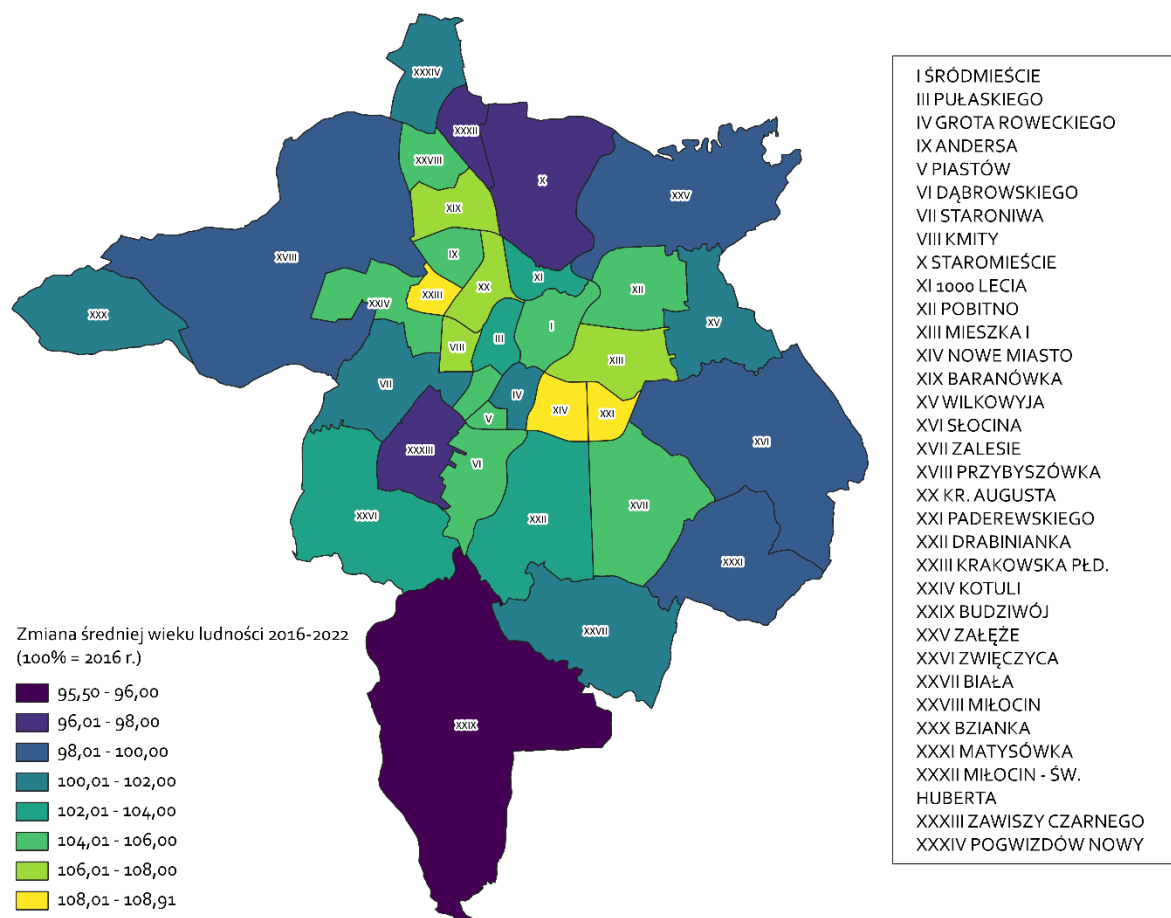 XXXIV
XXXII
XXVIII
X
XXV
XIX
IX
XVIII
XI
XX
XII
XXIII
XXIV
XXX
XV
I
III
VIII
XIII
VII
IV
XIV
XXI
V
XXXIII
VI
XVI
XVII
XXVI
XXII
XXXI
XXVII
XXIX
Zmiana średniej wieku ludności 2016-2022
(100% = 2016 r.)
95,50 - 96,00
96,01 - 98,00
98,01 - 100,00
100,01 - 102,00
102,01 - 104,00
104,01 - 106,00
106,01 - 108,00
108,01 - 108,91
I ŚRÓDMIEŚCIE
III PUŁASKIEGO
IV GROTA ROWECKIEGO
IX ANDERSA
V PIASTÓW
VI DĄBROWSKIEGO
VII STARONIWA
VIII KMITY
X STAROMIEŚCIE
XI 1000 LECIA
XII POBITNO
XIII MIESZKA I
XIV NOWE MIASTO
XIX BARANÓWKA
XV WILKOWYJA
XVI SŁOCINA
XVII ZALESIE
XVIII PRZYBYSZÓWKA
XX KR. AUGUSTA
XXI PADEREWSKIEGO
XXII DRABINIANKA
XXIII KRAKOWSKA PŁD.
XXIV KOTULI
XXIX BUDZIWÓJ
XXV ZAŁĘŻE
XXVI ZWIĘCZYCA
XXVII BIAŁA
XXVIII MIŁOCIN
XXX BZIANKA
XXXI MATYSÓWKA
XXXII MIŁOCIN - ŚW.
HUBERTA
XXXIII ZAWISZY CZARNEGO
XXXIV POGWIZDÓW NOWY